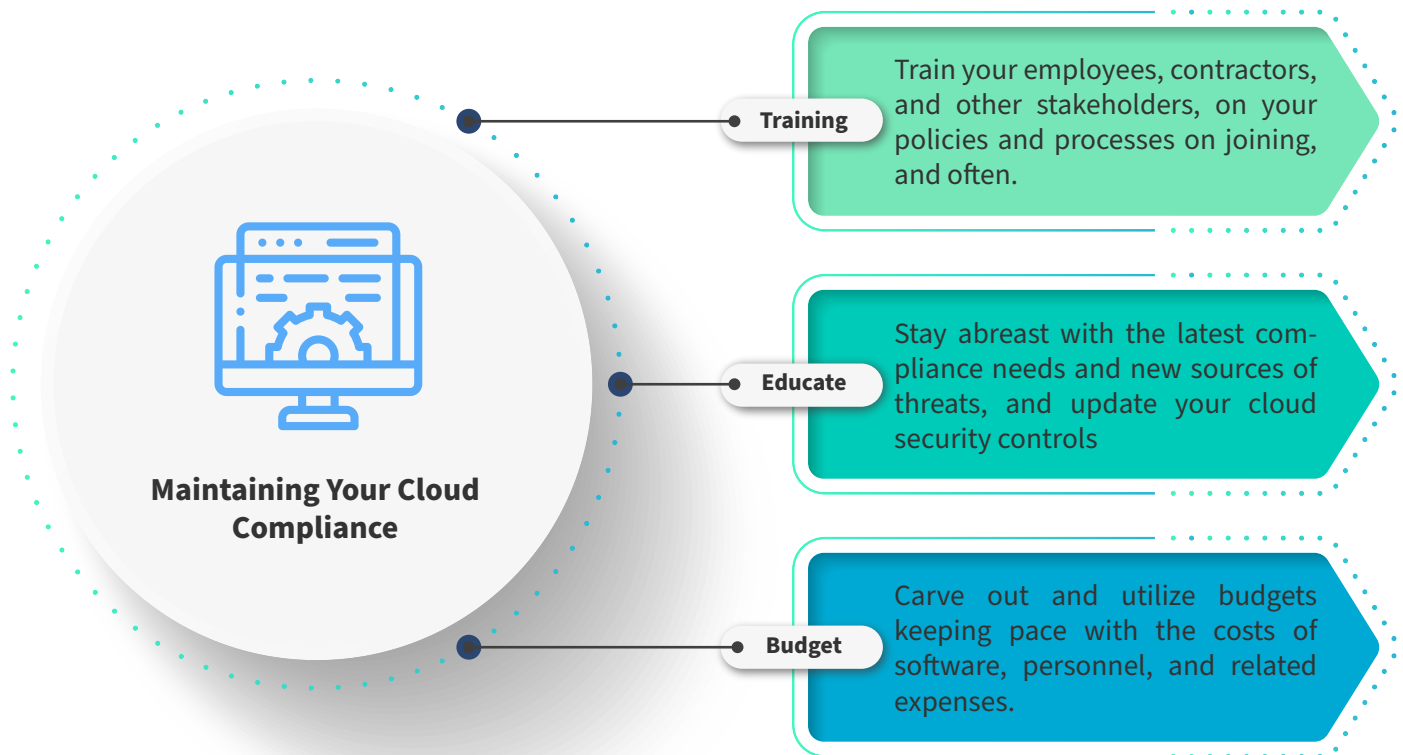 Maintaining Your Cloud
Compliance
Training
Train your employees, contractors,
and other stakeholders, on your
policies and processes on joining,
and often.
Educate
Stay abreast with the latest com-
pliance needs and new sources of
threats, and update your cloud
security controls
Budget
Carve out and utilize budgets
keeping pace with the costs of
software, personnel, and related
expenses.